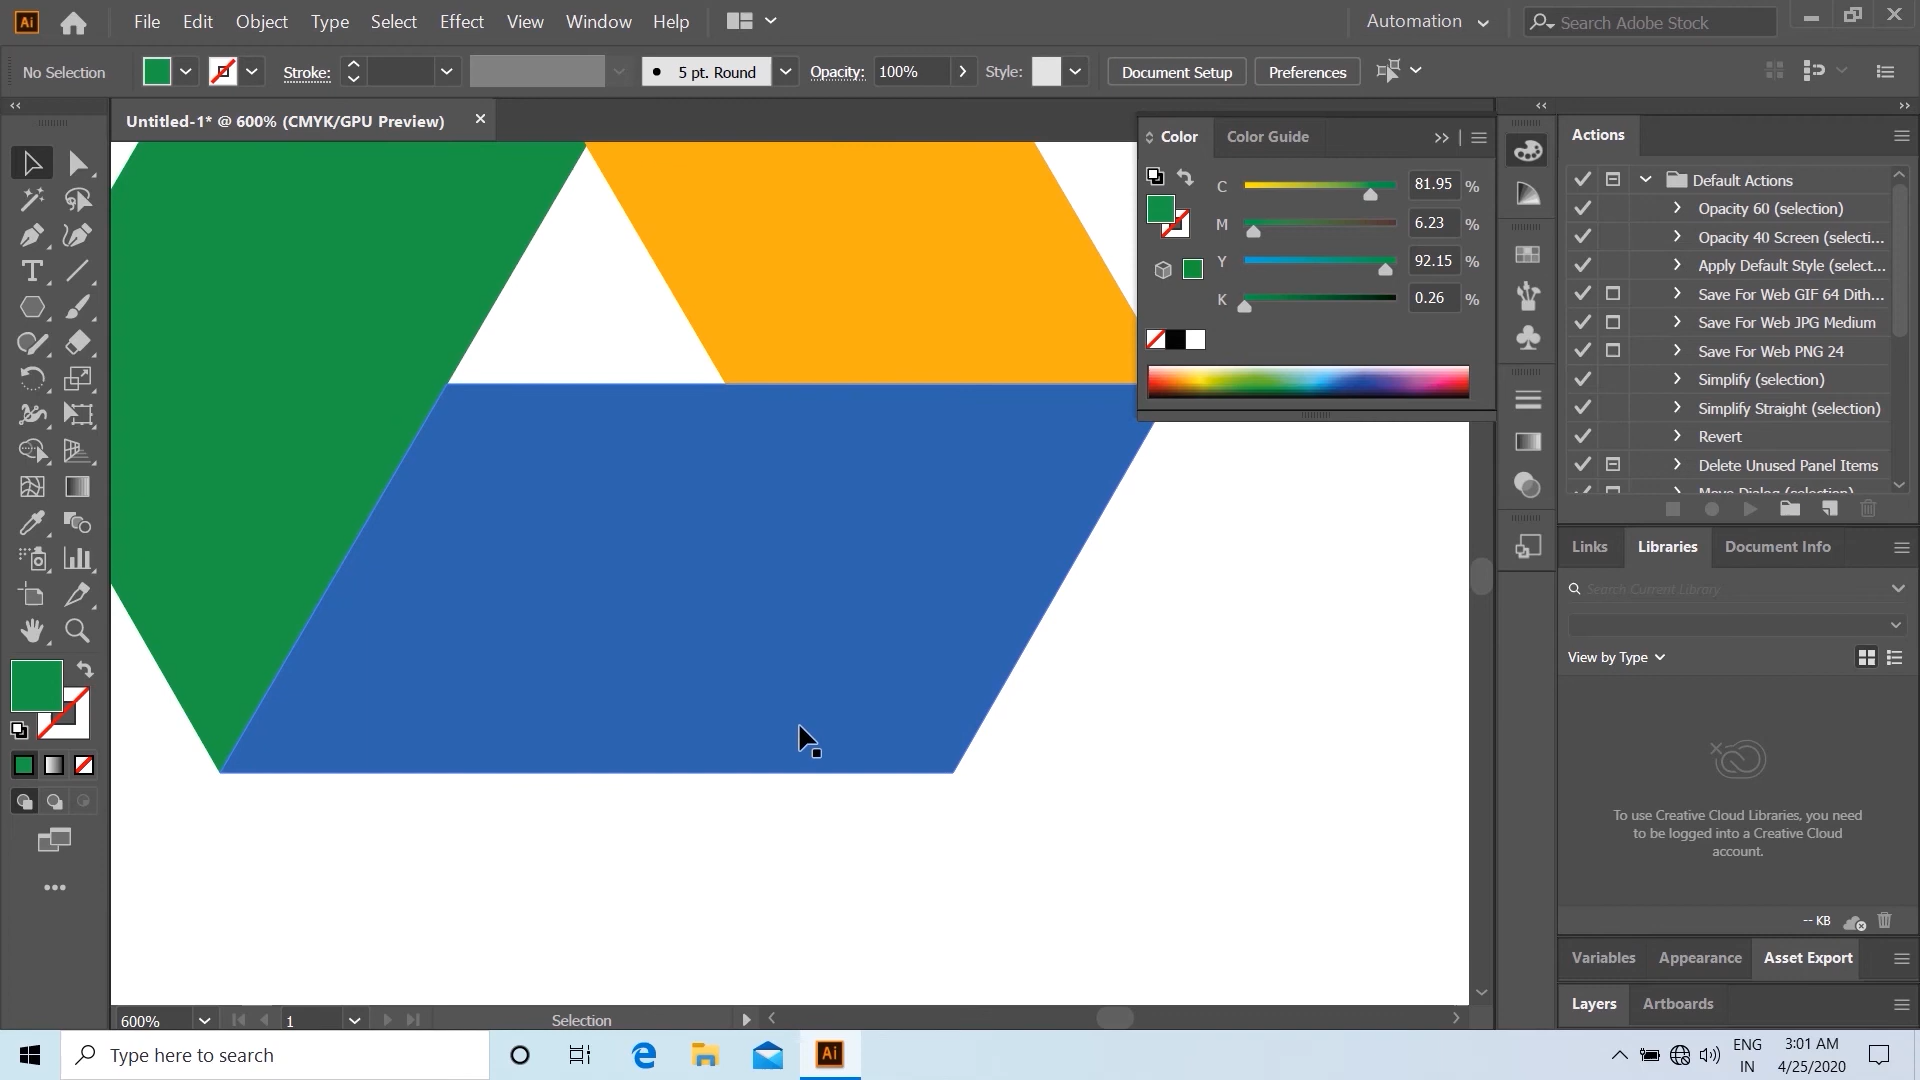 Ai File Edit Object Type Select Effect View Window Help Automation Search Adobe Stock
No Selection Stroke: 5 pt. Round Opacity: 100% Style: Document Setup Preferences
Untitled-1* @ 600% (CMYK/GPU Preview)
Color Color Guide
C 81.95 %
M 6.23 %
Y 92.15 %
K 0.26 %
Actions
Default Actions
Opacity 60 (selection)
Opacity 40 Screen (selecti...
Apply Default Style (select...
Save For Web GIF 64 Dith...
Save For Web JPG Medium
Save For Web PNG 24
Simplify (selection)
Simplify Straight (selection)
Revert
Delete Unused Panel Items
Move Dialog (selection)
Links Libraries Document Info
Search Current Library
View by Type
To use Creative Cloud Libraries, you need
to be logged into a Creative Cloud
account.
-- KB
Variables Appearance Asset Export
Layers Artboards
600% 1 Selection
Type here to search
Ai
ENG
IN
3:01 AM
4/25/2020